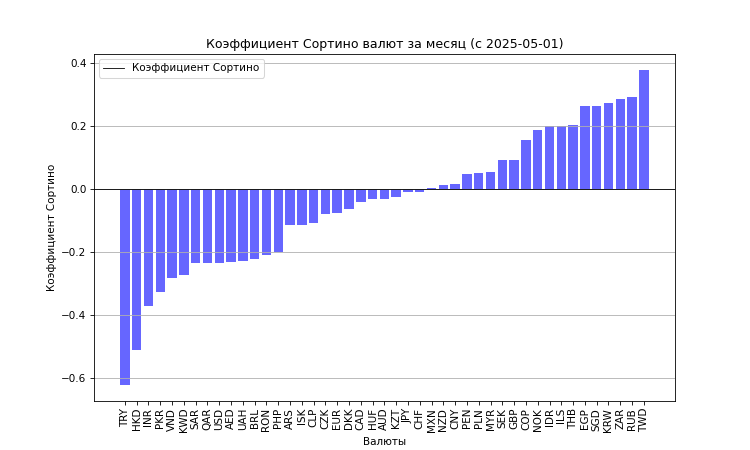 Коэффициент Сортино валют за месяц (с 2025-05-01)
Коэффициент Сортино
Коэффициент Сортино
0.4
0.2
0.0
−0.2
−0.4
−0.6
TRY
HKD
INR
PKR
VND
KWD
SAR
QAR
USD
AED
UAH
BRL
RON
PHP
ARS
ISK
CLP
CZK
EUR
DKK
CAD
HUF
AUD
KZT
JPY
CHF
MXN
NZD
CNY
PEN
PLN
MYR
SEK
GBP
COP
NOK
IDR
ILS
THB
EGP
SGD
KRW
ZAR
RUB
TWD
Валюты